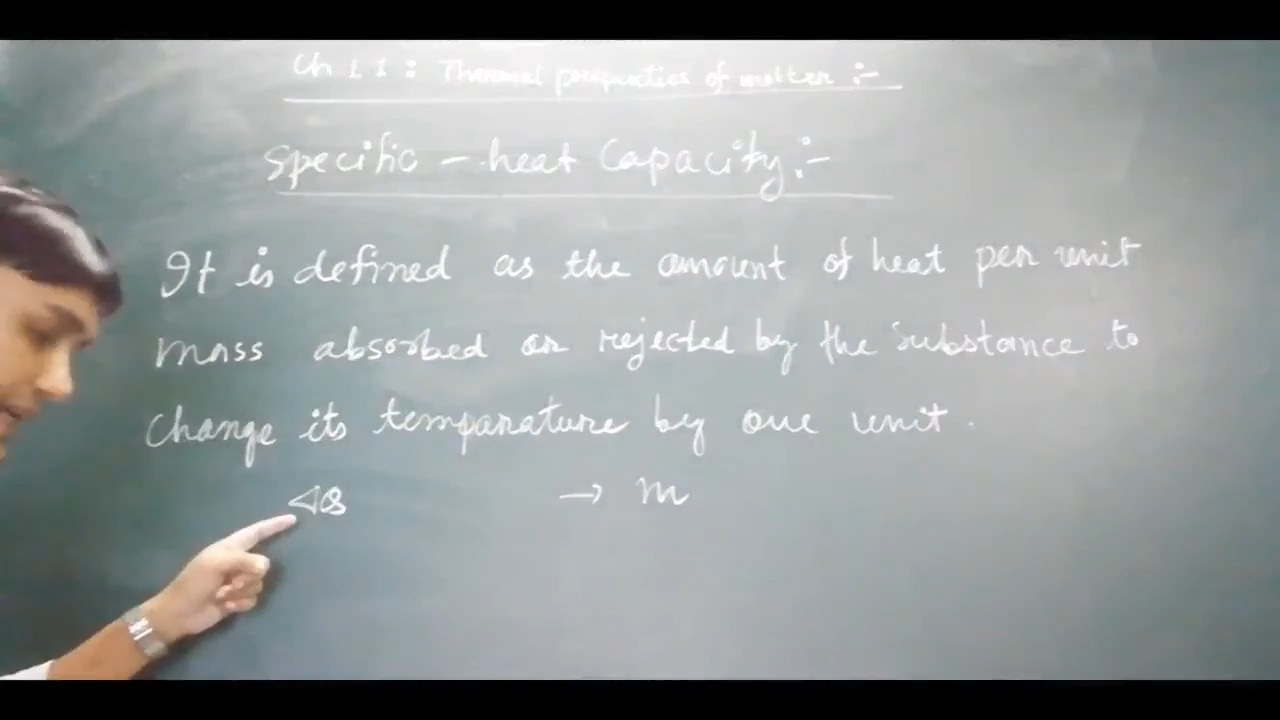 Ch 11: Thermal properties of matter :-
Specific - heat Capacity :-
It is defined as the amount of heat per unit
mass absorbed or rejected by the substance to
change its temparature by one unit.
ΔQ → m